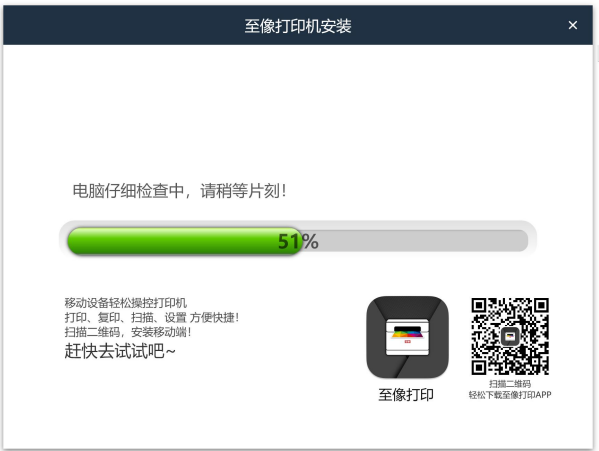 至像打印机安装
电脑仔细检查中，请稍等片刻！
51%
移动设备轻松操控打印机
打印、复印、扫描、设置 方便快捷！
扫描二维码，安装移动端！
赶快去试试吧~
至像打印
扫描二维码
轻松下载至像打印APP